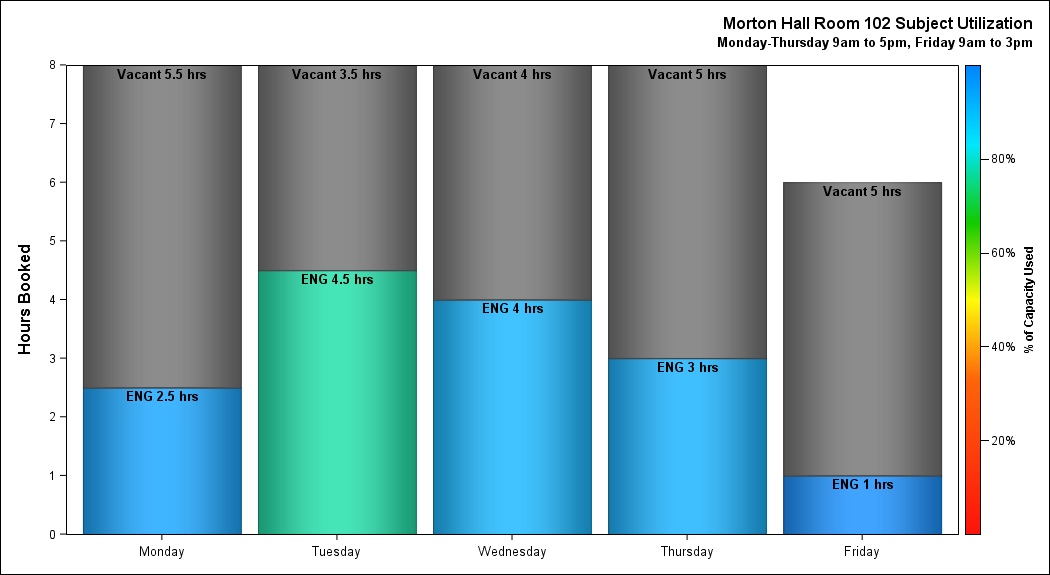 Morton Hall Room 102 Subject Utilization
Monday-Thursday 9am to 5pm, Friday 9am to 3pm
Hours Booked
8
7
6
5
4
3
2
1
0
Vacant 5.5 hrs
Vacant 3.5 hrs
Vacant 4 hrs
Vacant 5 hrs
Vacant 5 hrs
ENG 2.5 hrs
ENG 4.5 hrs
ENG 4 hrs
ENG 3 hrs
ENG 1 hrs
Monday
Tuesday
Wednesday
Thursday
Friday
80%
60%
40%
20%
% of Capacity Used